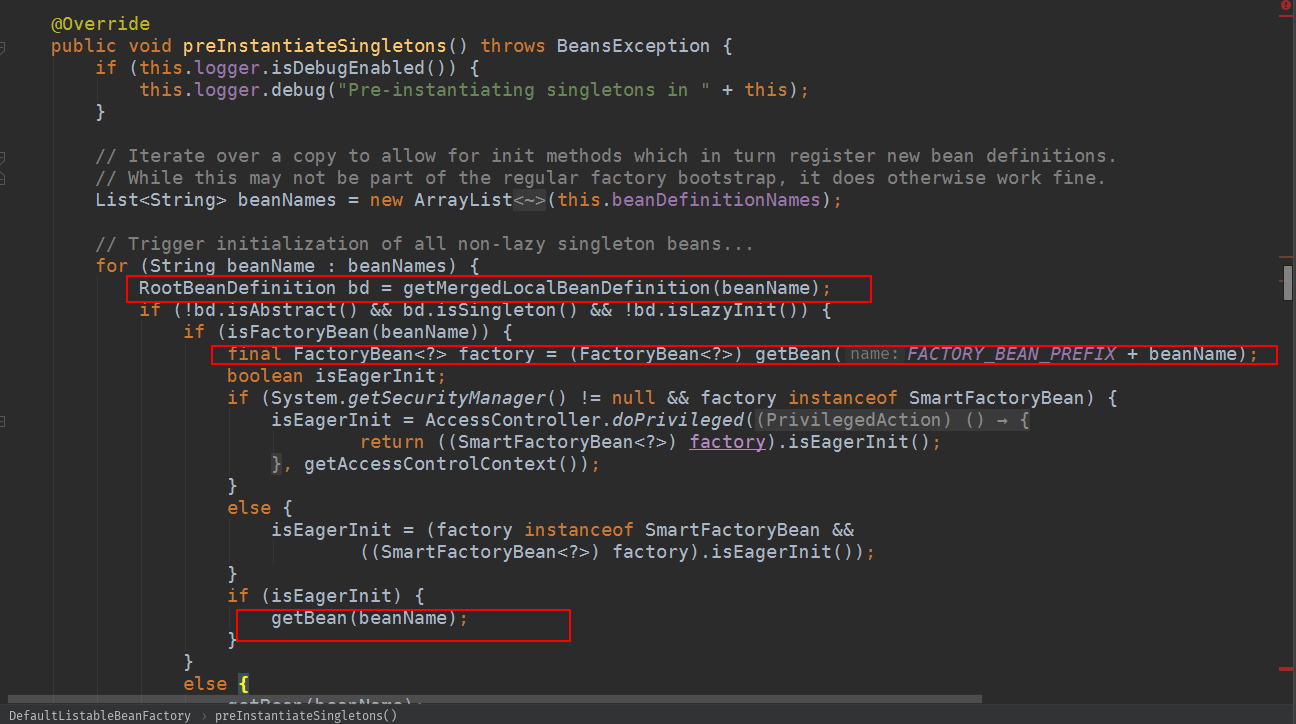 @Override
public void preInstantiateSingletons() throws BeansException {
    if (this.logger.isDebugEnabled()) {
        this.logger.debug("Pre-instantiating singletons in " + this);
    }

    // Iterate over a copy to allow for init methods which in turn register new bean definitions.
    // While this may not be part of the regular factory bootstrap, it does otherwise work fine.
    List<String> beanNames = new ArrayList<~>(this.beanDefinitionNames);

    // Trigger initialization of all non-lazy singleton beans...
    for (String beanName : beanNames) {
        RootBeanDefinition bd = getMergedLocalBeanDefinition(beanName);
        if (!bd.isAbstract() && bd.isSingleton() && !bd.isLazyInit()) {
            if (isFactoryBean(beanName)) {
                final FactoryBean<?> factory = (FactoryBean<?>) getBean( name: FACTORY_BEAN_PREFIX + beanName);
                boolean isEagerInit;
                if (System.getSecurityManager() != null && factory instanceof SmartFactoryBean) {
                    isEagerInit = AccessController.doPrivileged((PrivilegedAction) () → {
                            return ((SmartFactoryBean<?>) factory).isEagerInit();
                    }, getAccessControlContext());
                }
                else {
                    isEagerInit = (factory instanceof SmartFactoryBean &&
                            ((SmartFactoryBean<?>) factory).isEagerInit());
                }
                if (isEagerInit) {
                    getBean(beanName);
                }
            }
            else {
                getBean(beanName);
DefaultListableBeanFactory › preInstantiateSingletons()